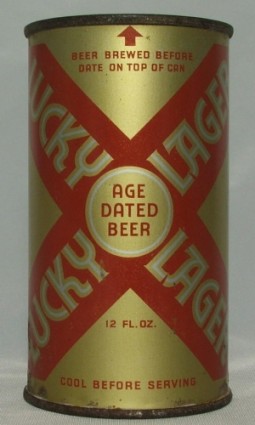 BEER BREWED BEFORE
DATE ON TOP OF CAN
LUCKY LAGER
AGE
DATED
BEER
LUCKY LAGER
12 FL. OZ.
COOL BEFORE SERVING